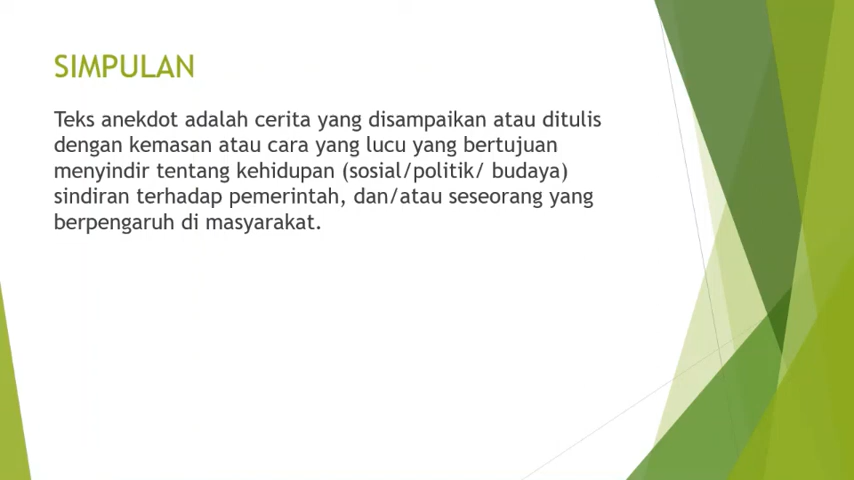 SIMPULAN
Teks anekdot adalah cerita yang disampaikan atau ditulis
dengan kemasan atau cara yang lucu yang bertujuan
menyindir tentang kehidupan (sosial/politik/ budaya)
sindiran terhadap pemerintah, dan/atau seseorang yang
berpengaruh di masyarakat.